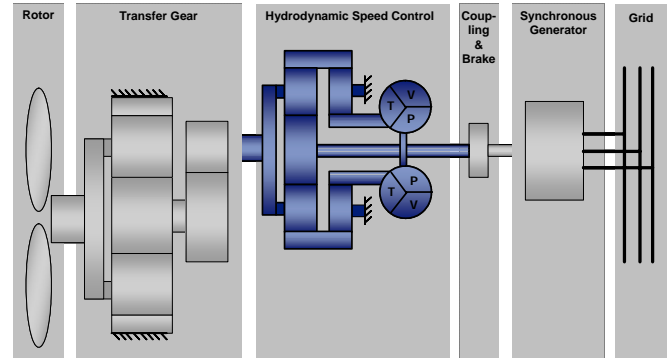 Rotor
Transfer Gear
Hydrodynamic Speed Control
Coup-
ling
&
Brake
Synchronous
Generator
Grid
V
T
P
P
T
V